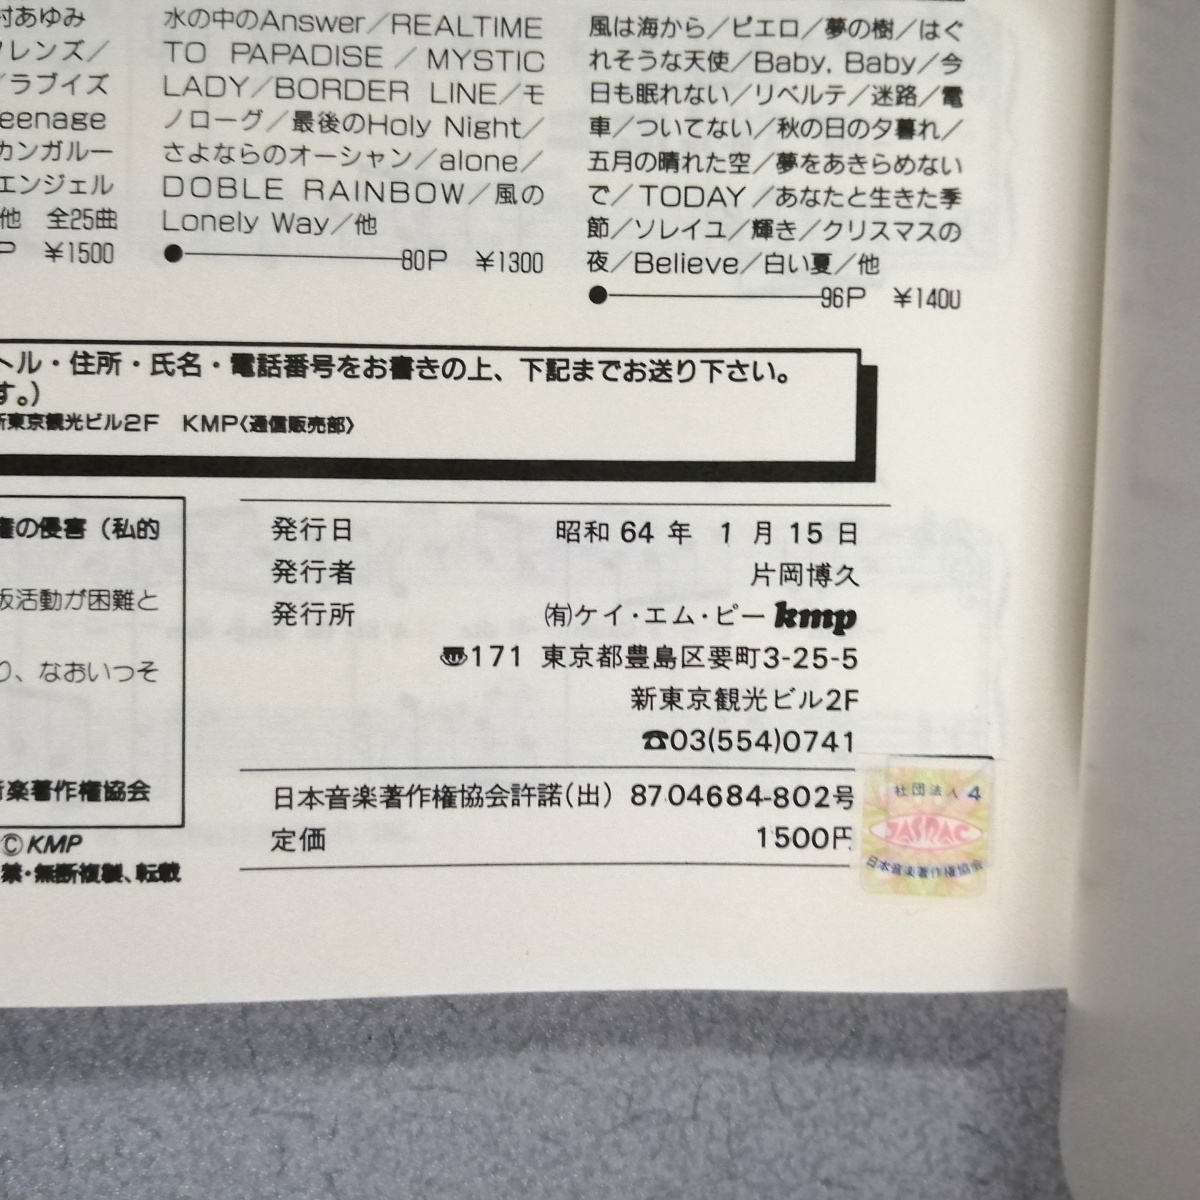 村あゆみ
フレンズ／
／ラブイズ
eenage
カンガルー
エンジェル
他 全25曲
P ¥1500
水の中のAnswer／REALTIME
TO PAPADISE／MYSTIC
LADY／BORDER LINE／モ
ノローグ／最後のHoly Night／
さよならのオーシャン／alone／
DOBLE RAINBOW／風の
Lonely Way／他
●80P ¥1300
風は海から／ピエロ／夢の樹／はぐ
れそうな天使／Baby, Baby／今
日も眠れない／リベルテ／迷路／電
車／ついてない／秋の日の夕暮れ／
五月の晴れた空／夢をあきらめない
で／TODAY／あなたと生きた季
節／ソレイユ／輝き／クリスマスの
夜／Believe／白い夏／他
●96P ¥1400
トル・住所・氏名・電話番号をお書きの上、下記までお送り下さい。
す。)
新東京観光ビル2F KMP〈通信販売部〉
権の侵害（私的
版活動が困難と
り、なおいつそ
音楽著作権協会
©KMP
禁・無断複製、転載
発行日 昭和 64 年 1 月 15 日
発行者 片岡博久
発行所 ㈲ケイ・エム・ピー kmp
〠171 東京都豊島区要町3-25-5
新東京観光ビル2F
☎03(554)0741
日本音楽著作権協会許諾(出) 8704684-802号
定価 1500円
社団法人 4
JASRAC
日本音楽著作権協会